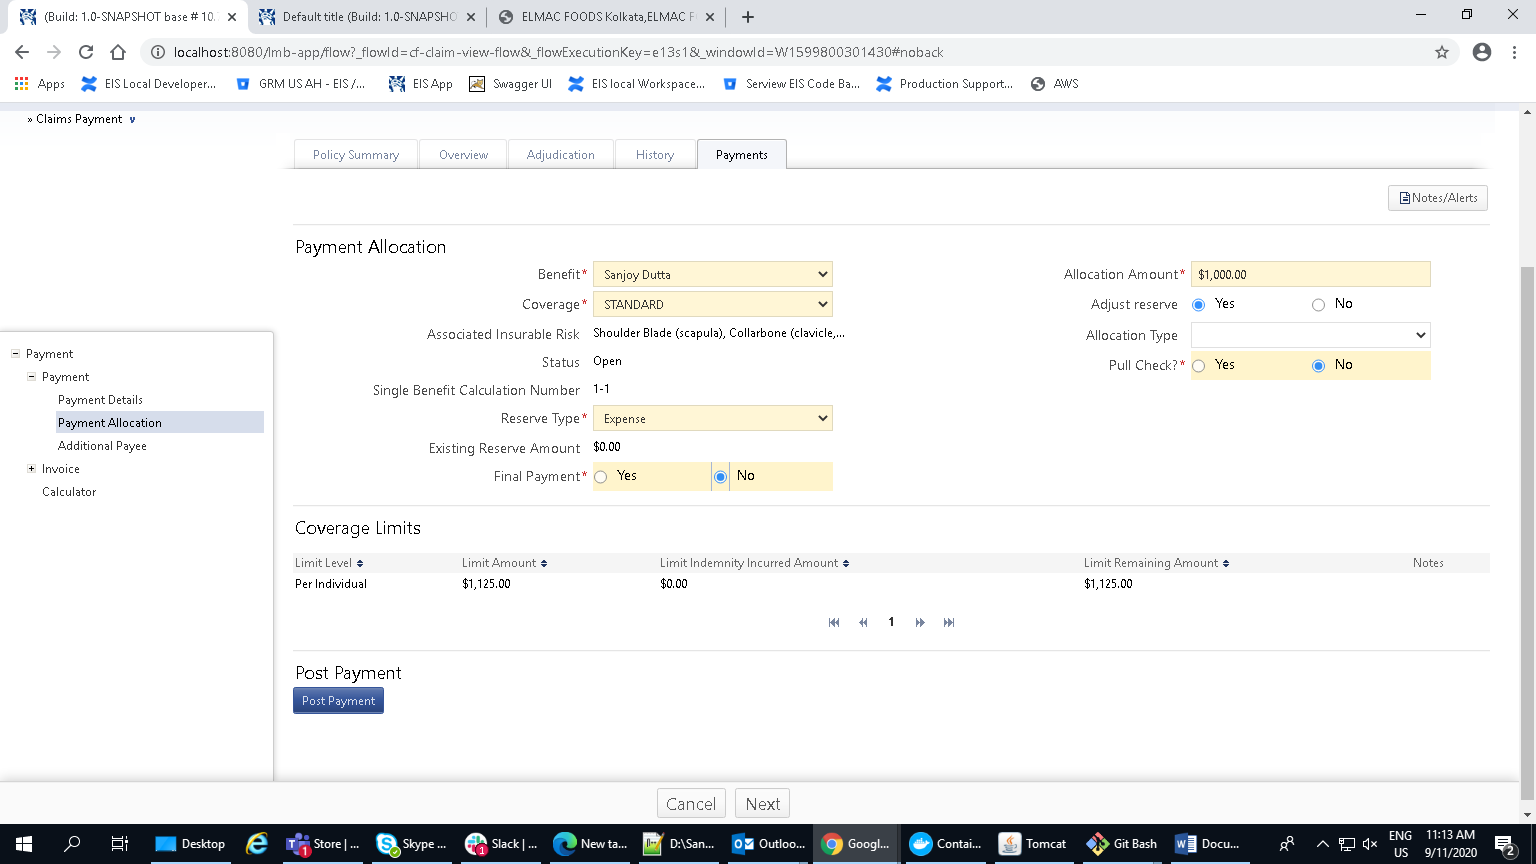 (Build: 1.0-SNAPSHOT base # 10.
Default title (Build: 1.0-SNAPSHO
ELMAC FOODS Kolkata,ELMAC F
localhost:8080/lmb-app/flow?_flowId=cf-claim-view-flow&_flowExecutionKey=e13s1&_windowId=W1599800301430#noback
Apps
EIS Local Developer...
GRM US AH - EIS /...
EIS App
Swagger UI
EIS local Workspace...
Serview EIS Code Ba...
Production Support...
AWS
» Claims Payment
Policy Summary
Overview
Adjudication
History
Payments
Notes/Alerts
Payment Allocation
Benefit* Sanjoy Dutta
Coverage* STANDARD
Associated Insurable Risk Shoulder Blade (scapula), Collarbone (clavicle,...
Status Open
Single Benefit Calculation Number 1-1
Reserve Type* Expense
Existing Reserve Amount $0.00
Final Payment* Yes No
Allocation Amount* $1,000.00
Adjust reserve Yes No
Allocation Type
Pull Check?* Yes No
Payment
Payment
Payment Details
Payment Allocation
Additional Payee
Invoice
Calculator
Coverage Limits
Limit Level Limit Amount Limit Indemnity Incurred Amount Limit Remaining Amount Notes
Per Individual $1,125.00 $0.00 $1,125.00
1
Post Payment
Post Payment
Cancel
Next
Desktop
Store | ...
1
Skype ...
Slack | ...
1
New ta...
D:\San...
Outloo...
Googl...
Contai...
Tomcat
Git Bash
Docu...
ENG
US
11:13 AM
9/11/2020
2